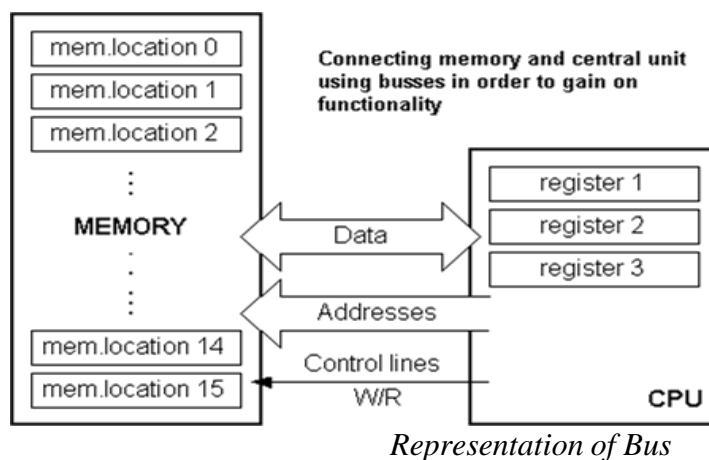 mem.location 0
mem.location 1
mem.location 2
MEMORY
mem.location 14
mem.location 15
Connecting memory and central unit
using busses in order to gain on
functionality
Data
Addresses
Control lines
W/R
register 1
register 2
register 3
CPU
Representation of Bus